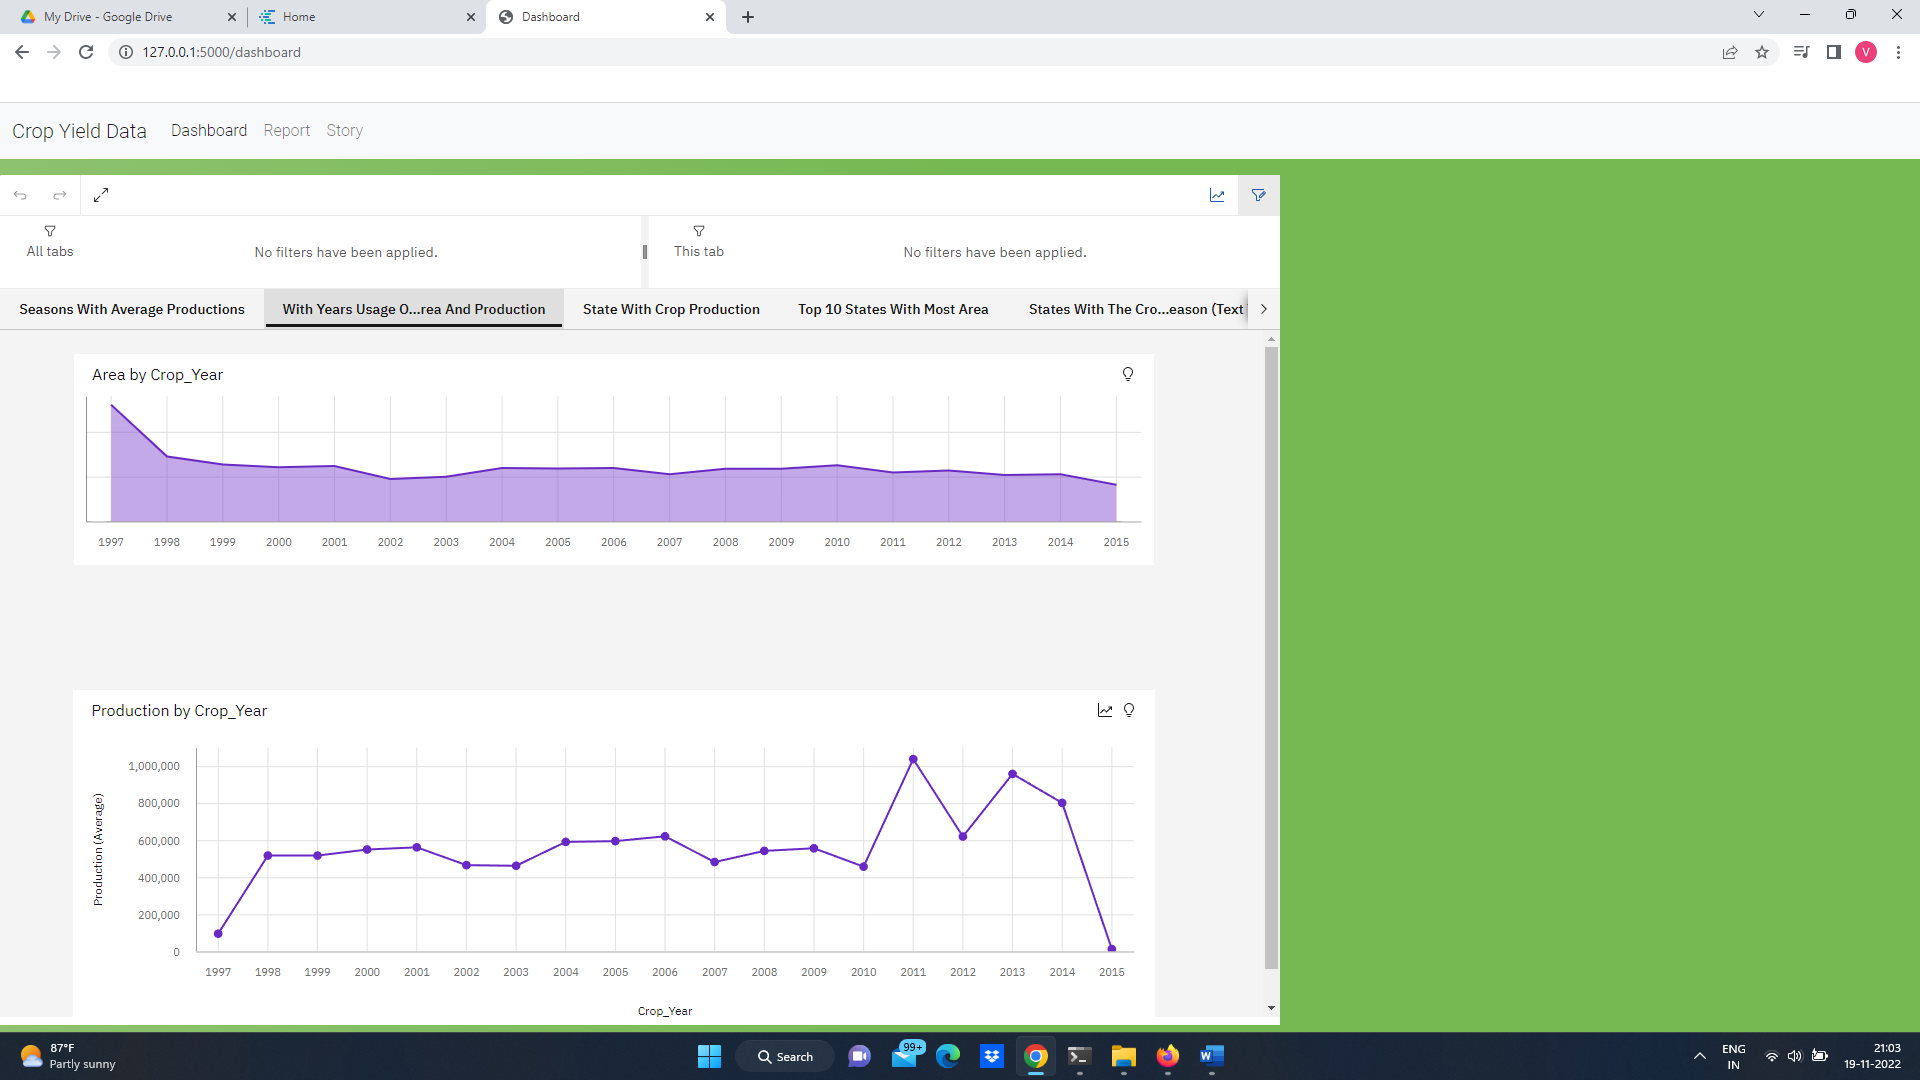 My Drive - Google Drive
Home
Dashboard
127.0.0.1:5000/dashboard
V
Crop Yield Data
Dashboard
Report
Story
All tabs
No filters have been applied.
This tab
No filters have been applied.
Seasons With Average Productions
With Years Usage O...rea And Production
State With Crop Production
Top 10 States With Most Area
States With The Cro...eason (Text
Area by Crop_Year
1997 1998 1999 2000 2001 2002 2003 2004 2005 2006 2007 2008 2009 2010 2011 2012 2013 2014 2015
Production by Crop_Year
Production (Average)
1,000,000
800,000
600,000
400,000
200,000
0
1997 1998 1999 2000 2001 2002 2003 2004 2005 2006 2007 2008 2009 2010 2011 2012 2013 2014 2015
Crop_Year
87°F
Partly sunny
Search
99+
W
ENG
IN
21:03
19-11-2022